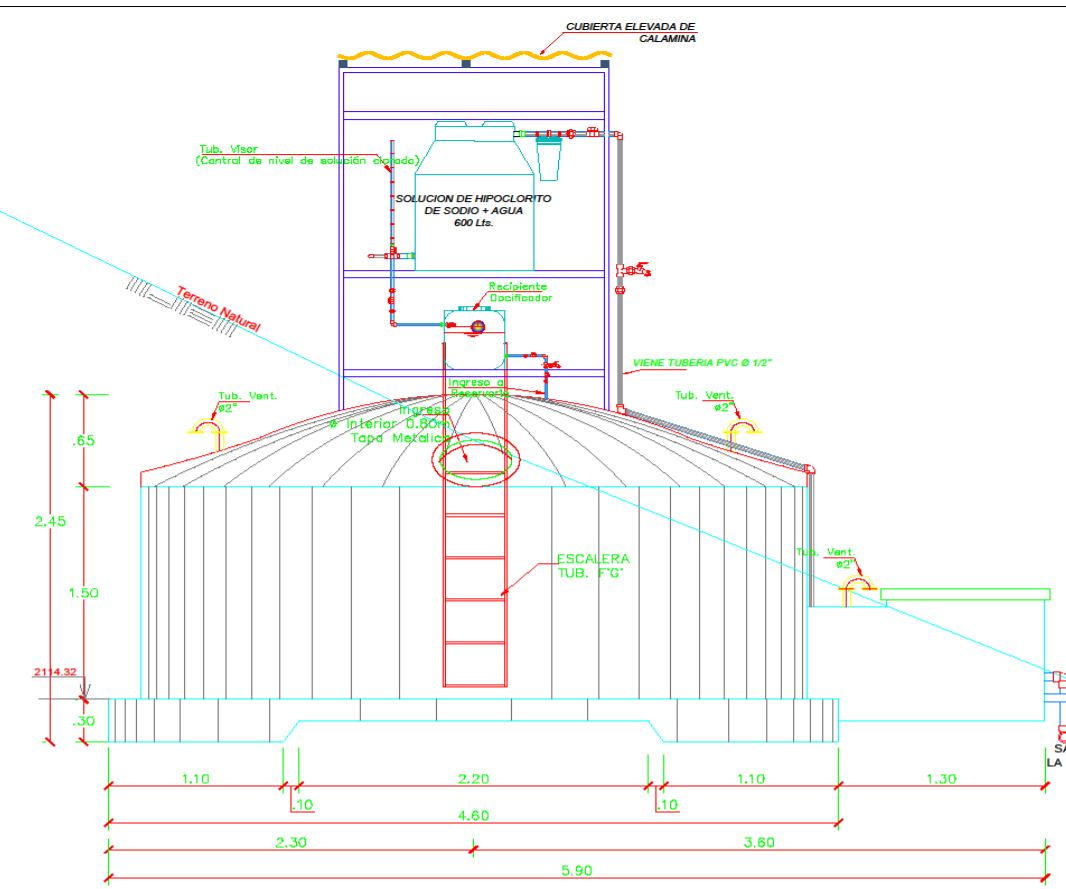 CUBIERTA ELEVADA DE
CALAMINA
Tub. Visor
(Control de nivel de solución clorada)
SOLUCION DE HIPOCLORITO
DE SODIO + AGUA
600 Lts.
Terreno Natural
Recipiente
Docificador
VIENE TUBERIA PVC Ø 1/2"
Ingreso a
Reservorio
Tub. Vent.
ø2"
Tub. Vent.
ø2"
Ingreso
Ø Interior 0.80m
Tapa Metalica
.65
2.45
ESCALERA
TUB. F°G°
Tub. Vent.
ø2"
1.50
2114.32
.30
SA
LA
1.10
2.20
1.10
1.30
.10
.10
4.60
2.30
3.60
5.90